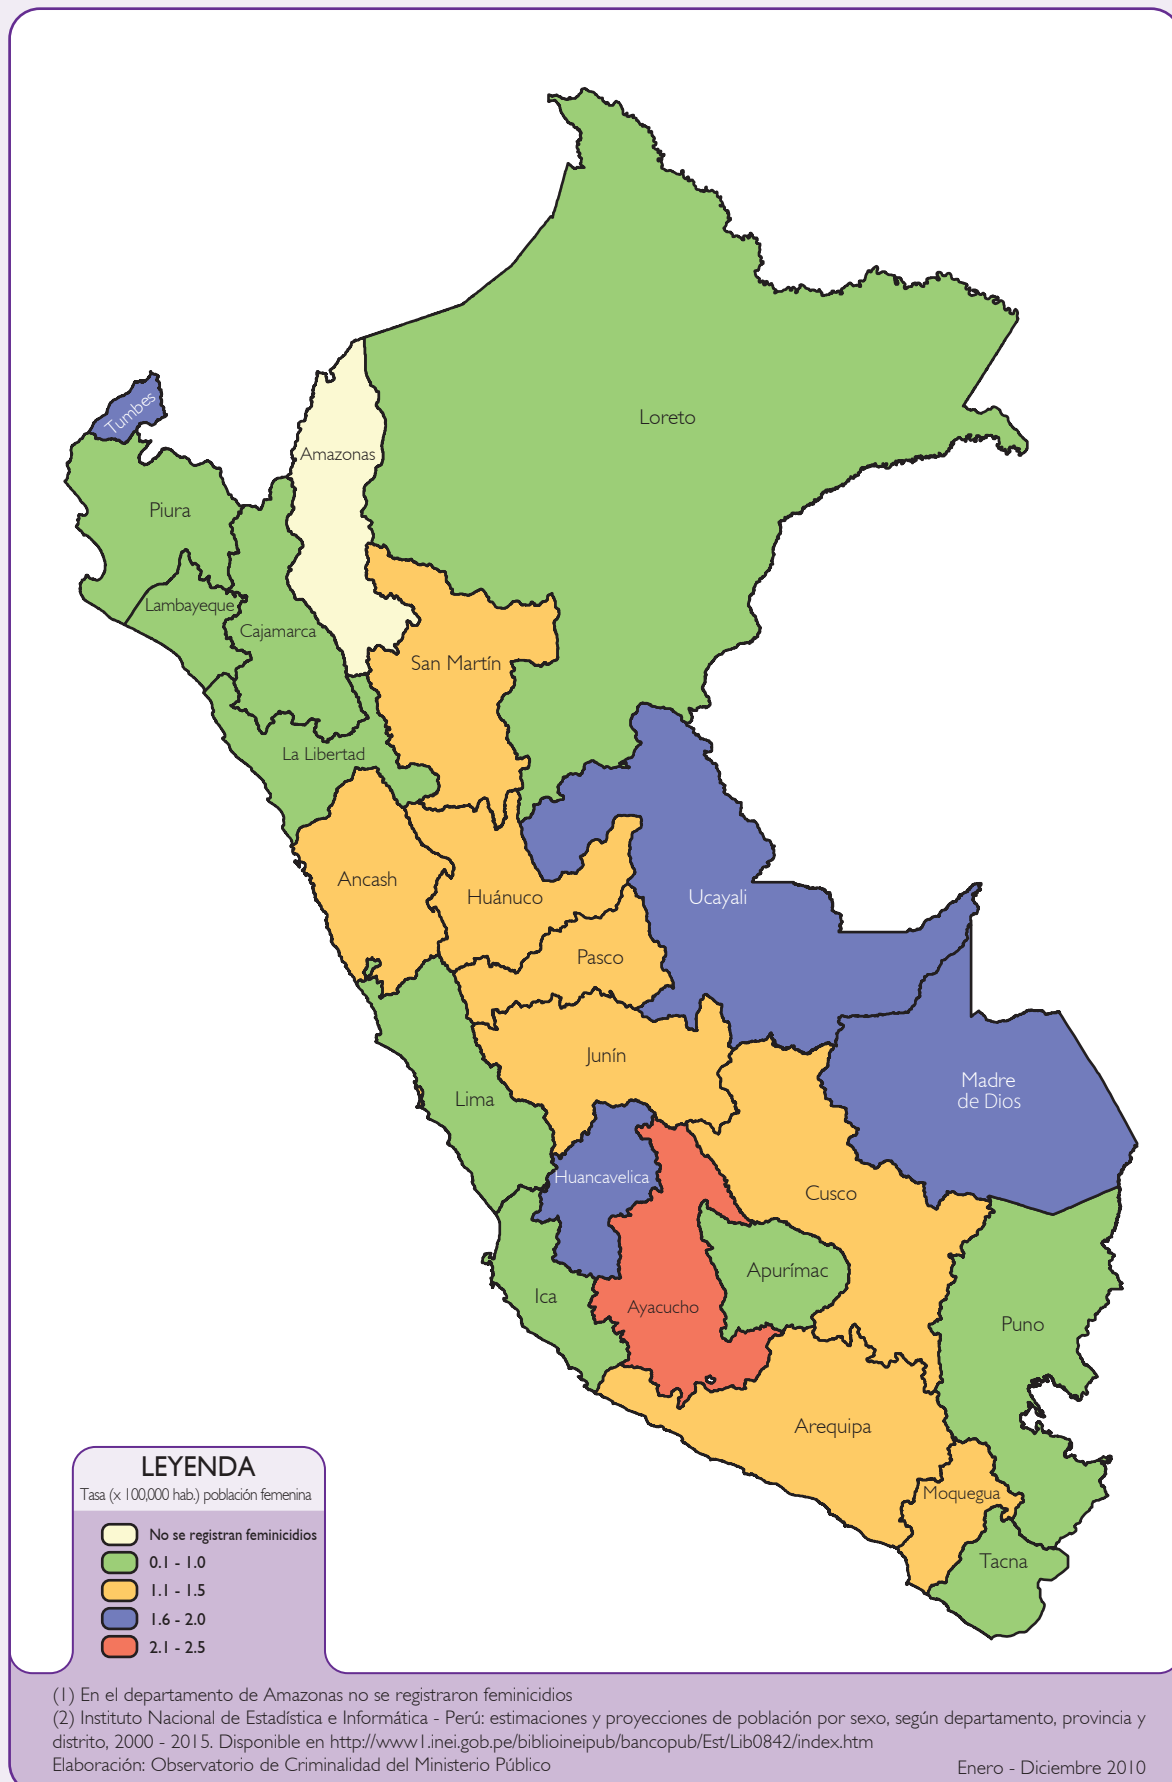 Loreto
Tumbes
Amazonas
Piura
Lambayeque
Cajamarca
San Martín
La Libertad
Ancash
Huánuco
Ucayali
Pasco
Junín
Lima
Madre
de Dios
Huancavelica
Cusco
Apurímac
Ica
Ayacucho
Puno
Arequipa
Moquegua
Tacna
LEYENDA
Tasa (x 100,000 hab.) población femenina
No se registran feminicidios
0.1 - 1.0
1.1 - 1.5
1.6 - 2.0
2.1 - 2.5
(1) En el departamento de Amazonas no se registraron feminicidios
(2) Instituto Nacional de Estadística e Informática - Perú: estimaciones y proyecciones de población por sexo, según departamento, provincia y
distrito, 2000 - 2015. Disponible en http://www1.inei.gob.pe/biblioineipub/bancopub/Est/Lib0842/index.htm
Elaboración: Observatorio de Criminalidad del Ministerio Público
Enero - Diciembre 2010